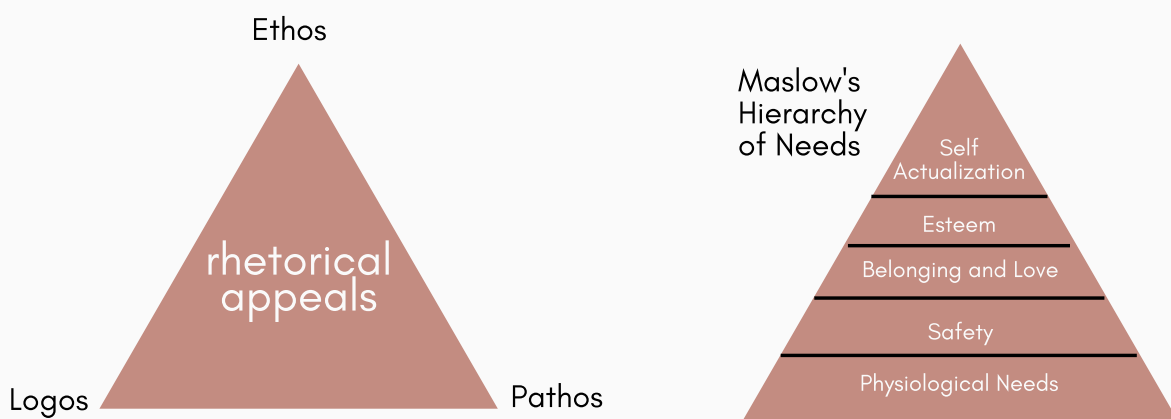 Ethos
rhetorical
appeals
Logos
Pathos
Maslow's
Hierarchy
of Needs
Self
Actualization
Esteem
Belonging and Love
Safety
Physiological Needs